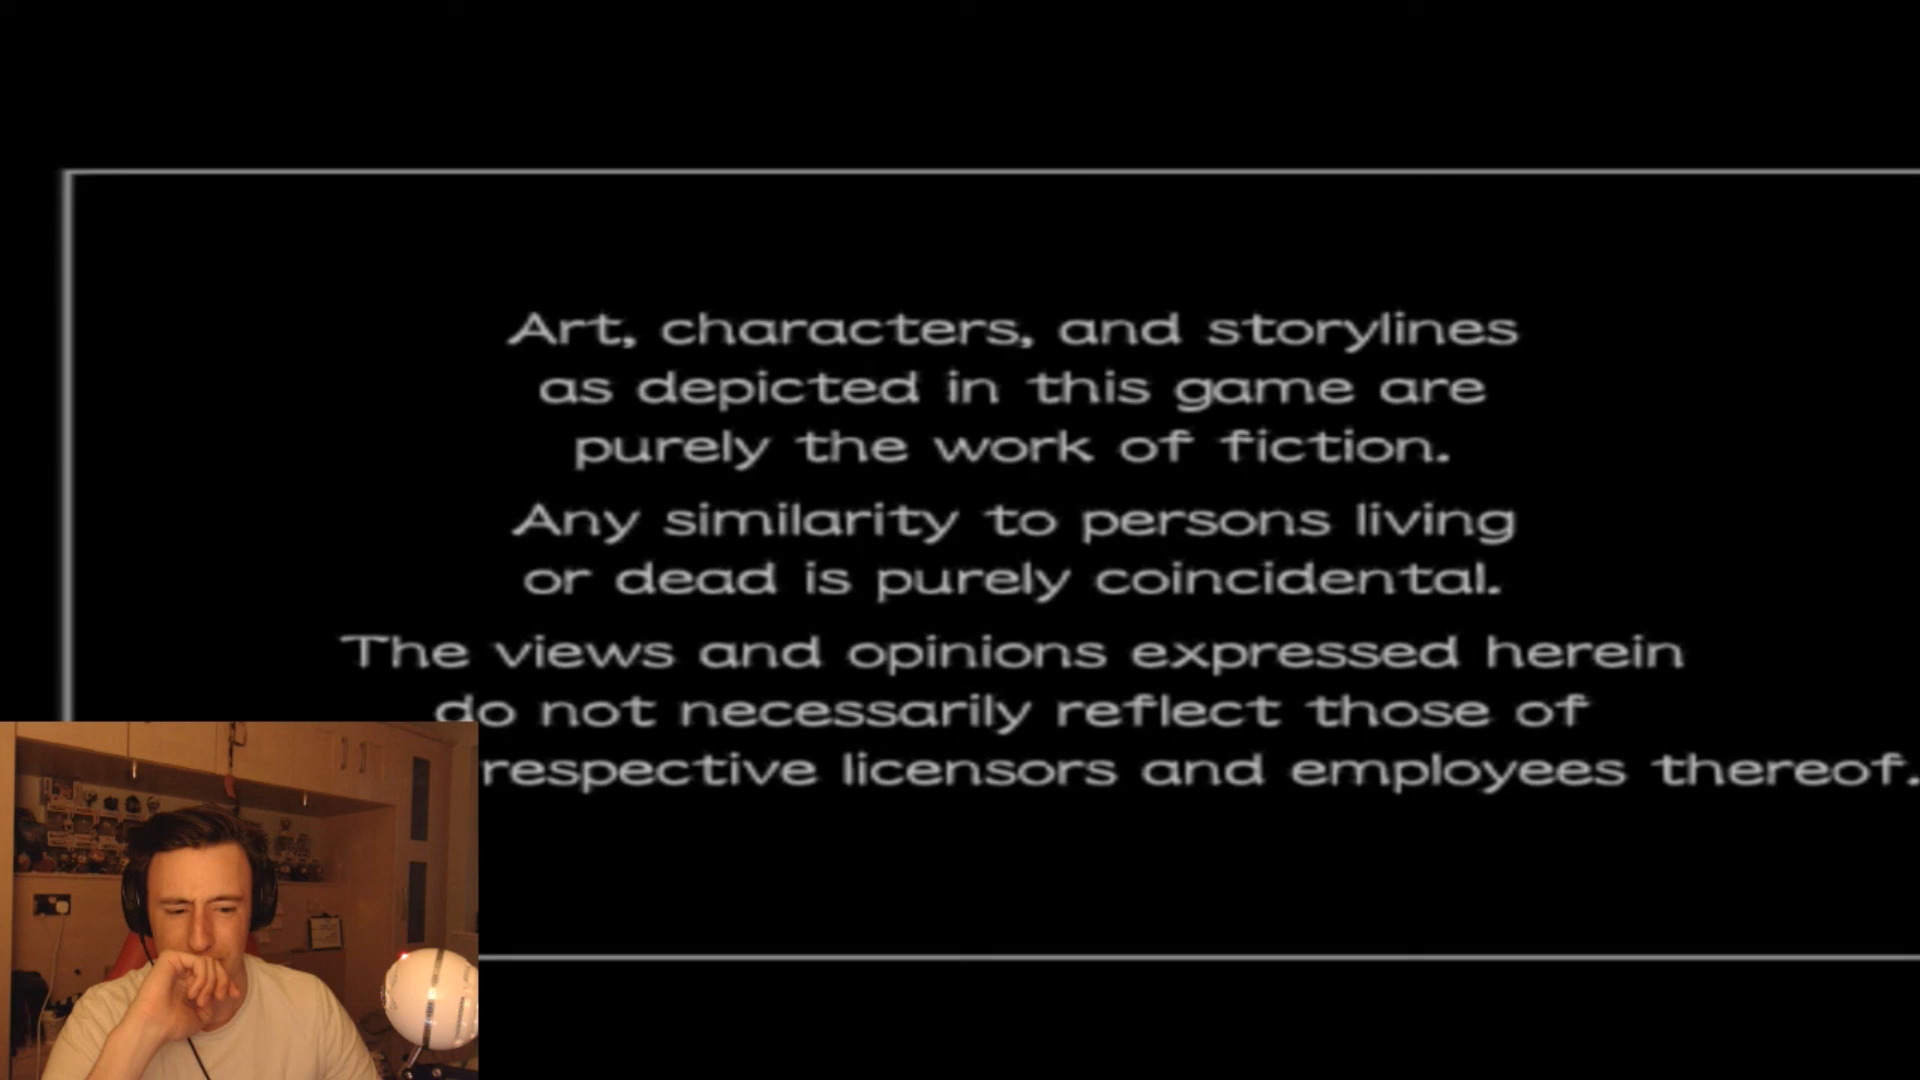 Art, characters, and storylines
as depicted in this game are
purely the work of fiction.
Any similarity to persons living
or dead is purely coincidental.
The views and opinions expressed herein
do not necessarily reflect those of
respective licensors and employees thereof.